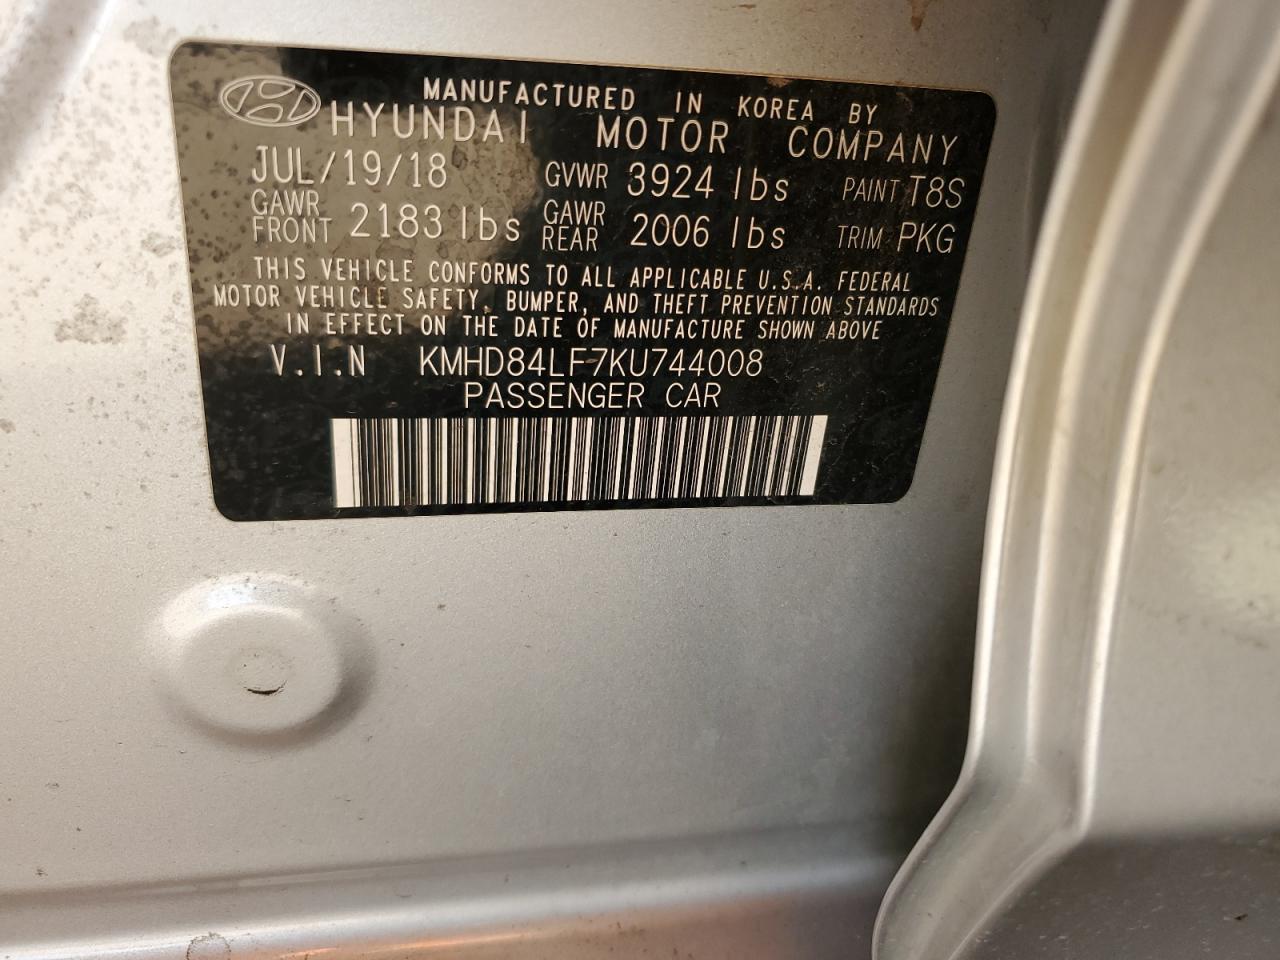 MANUFACTURED IN KOREA BY
HYUNDAI MOTOR COMPANY
JUL/19/18 GVWR 3924 lbs PAINT T8S
GAWR FRONT 2183 lbs GAWR REAR 2006 lbs TRIM PKG
THIS VEHICLE CONFORMS TO ALL APPLICABLE U.S.A. FEDERAL
MOTOR VEHICLE SAFETY, BUMPER, AND THEFT PREVENTION STANDARDS
IN EFFECT ON THE DATE OF MANUFACTURE SHOWN ABOVE
V.I.N KMHD84LF7KU744008
PASSENGER CAR